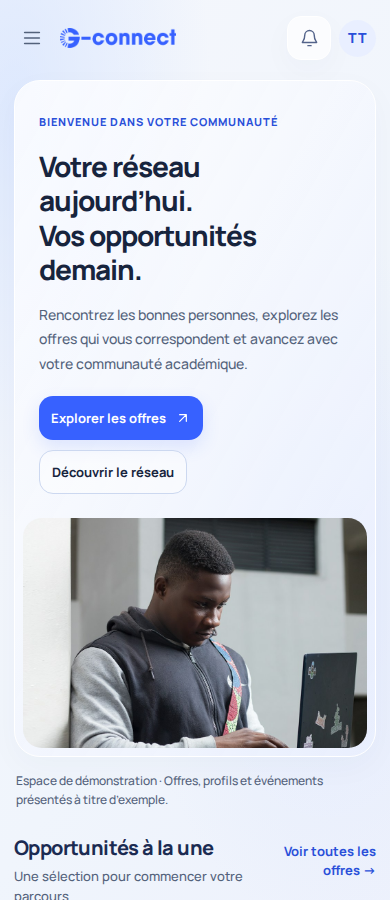 G-connect
TT
BIENVENUE DANS VOTRE COMMUNAUTÉ
Votre réseau
aujourd’hui.
Vos opportunités
demain.
Rencontrez les bonnes personnes, explorez les
offres qui vous correspondent et avancez avec
votre communauté académique.
Explorer les offres ↗
Découvrir le réseau
Espace de démonstration · Offres, profils et événements
présentés à titre d’exemple.
Opportunités à la une
Voir toutes les
offres →
Une sélection pour commencer votre
parcours